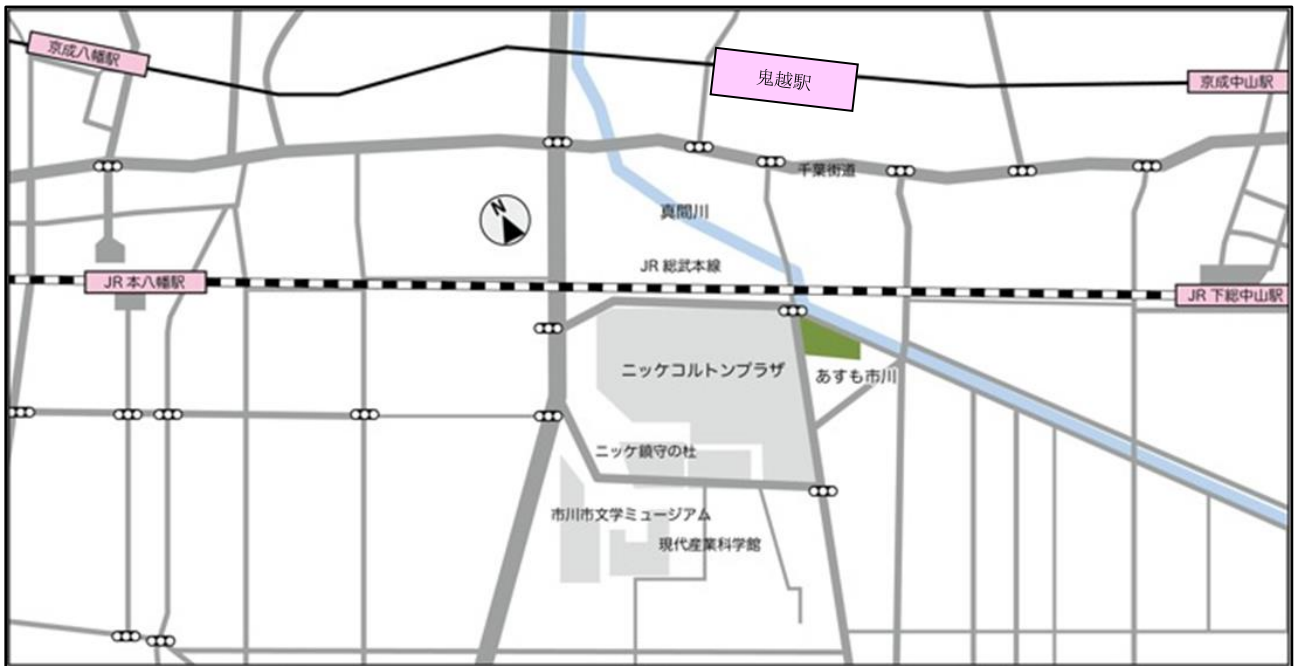 京成八幡駅
鬼越駅
京成中山駅
千葉街道
N
真間川
JR 総武本線
JR 本八幡駅
JR 下総中山駅
ニッケコルトンプラザ
あすも市川
ニッケ鎮守の杜
市川市文学ミュージアム
現代産業科学館